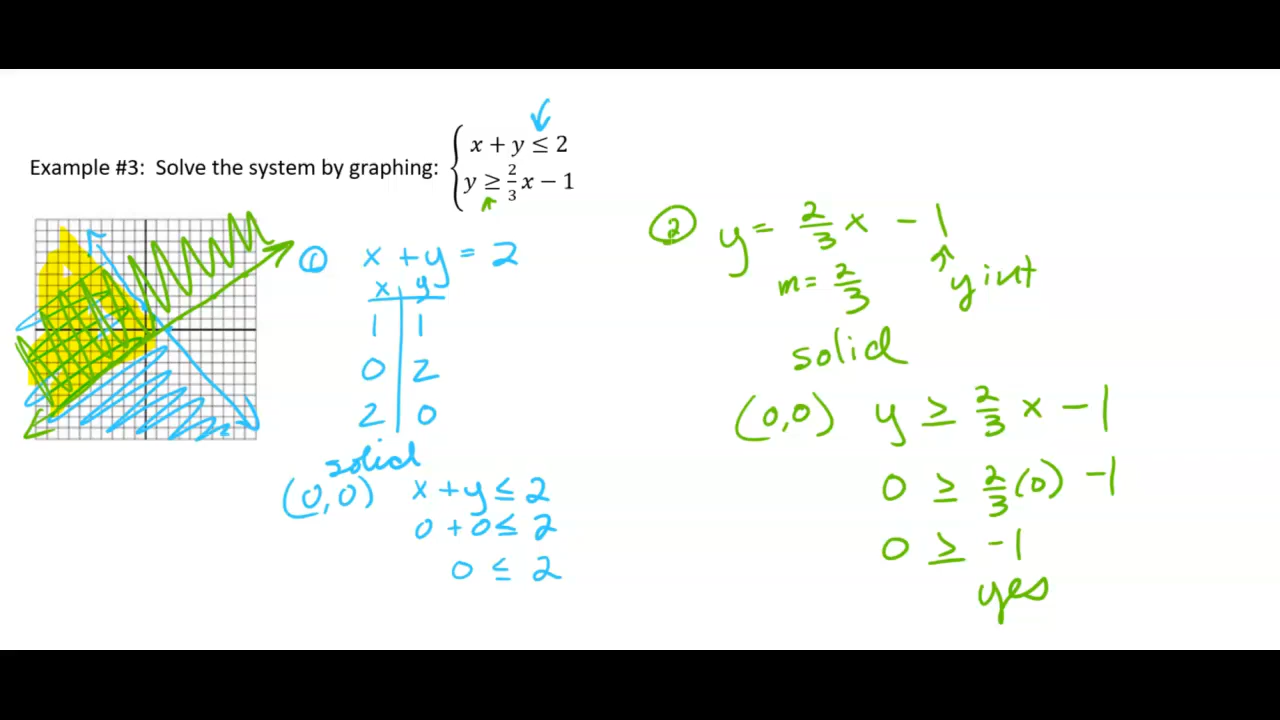 Example #3: Solve the system by graphing: { x + y ≤ 2
y ≥ 2/3 x − 1
① x + y = 2
x | y
1 | 1
0 | 2
2 | 0
solid
(0,0) x + y ≤ 2
0 + 0 ≤ 2
0 ≤ 2
② y = 2/3 x − 1
m = 2/3
y int
solid
(0,0) y ≥ 2/3 x − 1
0 ≥ 2/3 (0) − 1
0 ≥ −1
yes